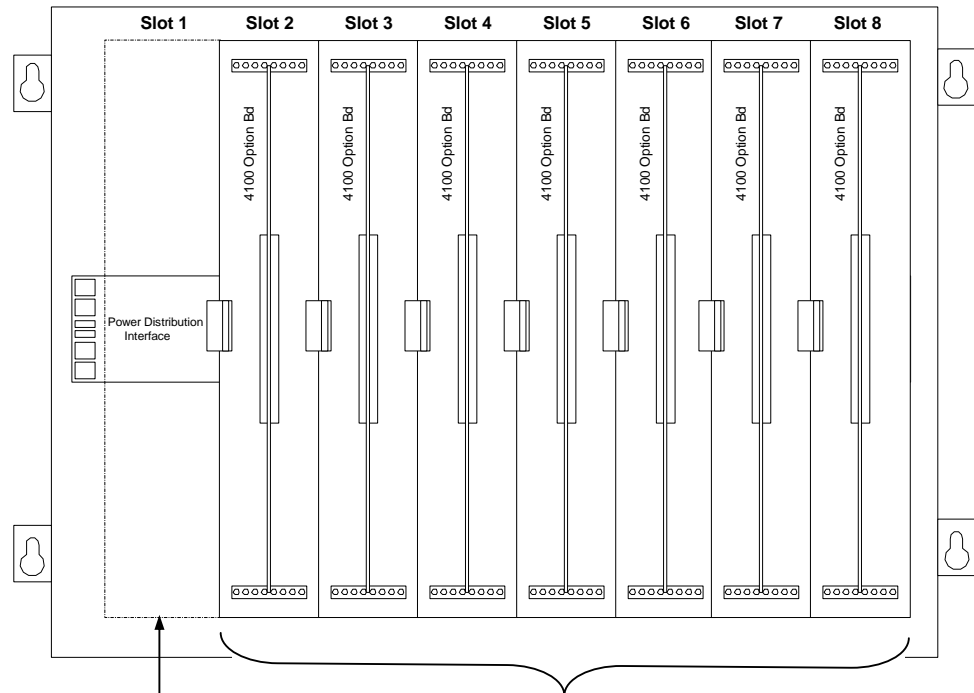 Slot 1 Slot 2 Slot 3 Slot 4 Slot 5 Slot 6 Slot 7 Slot 8
4100 Option Bd
4100 Option Bd
4100 Option Bd
4100 Option Bd
4100 Option Bd
4100 Option Bd
4100 Option Bd
Power Distribution
Interface